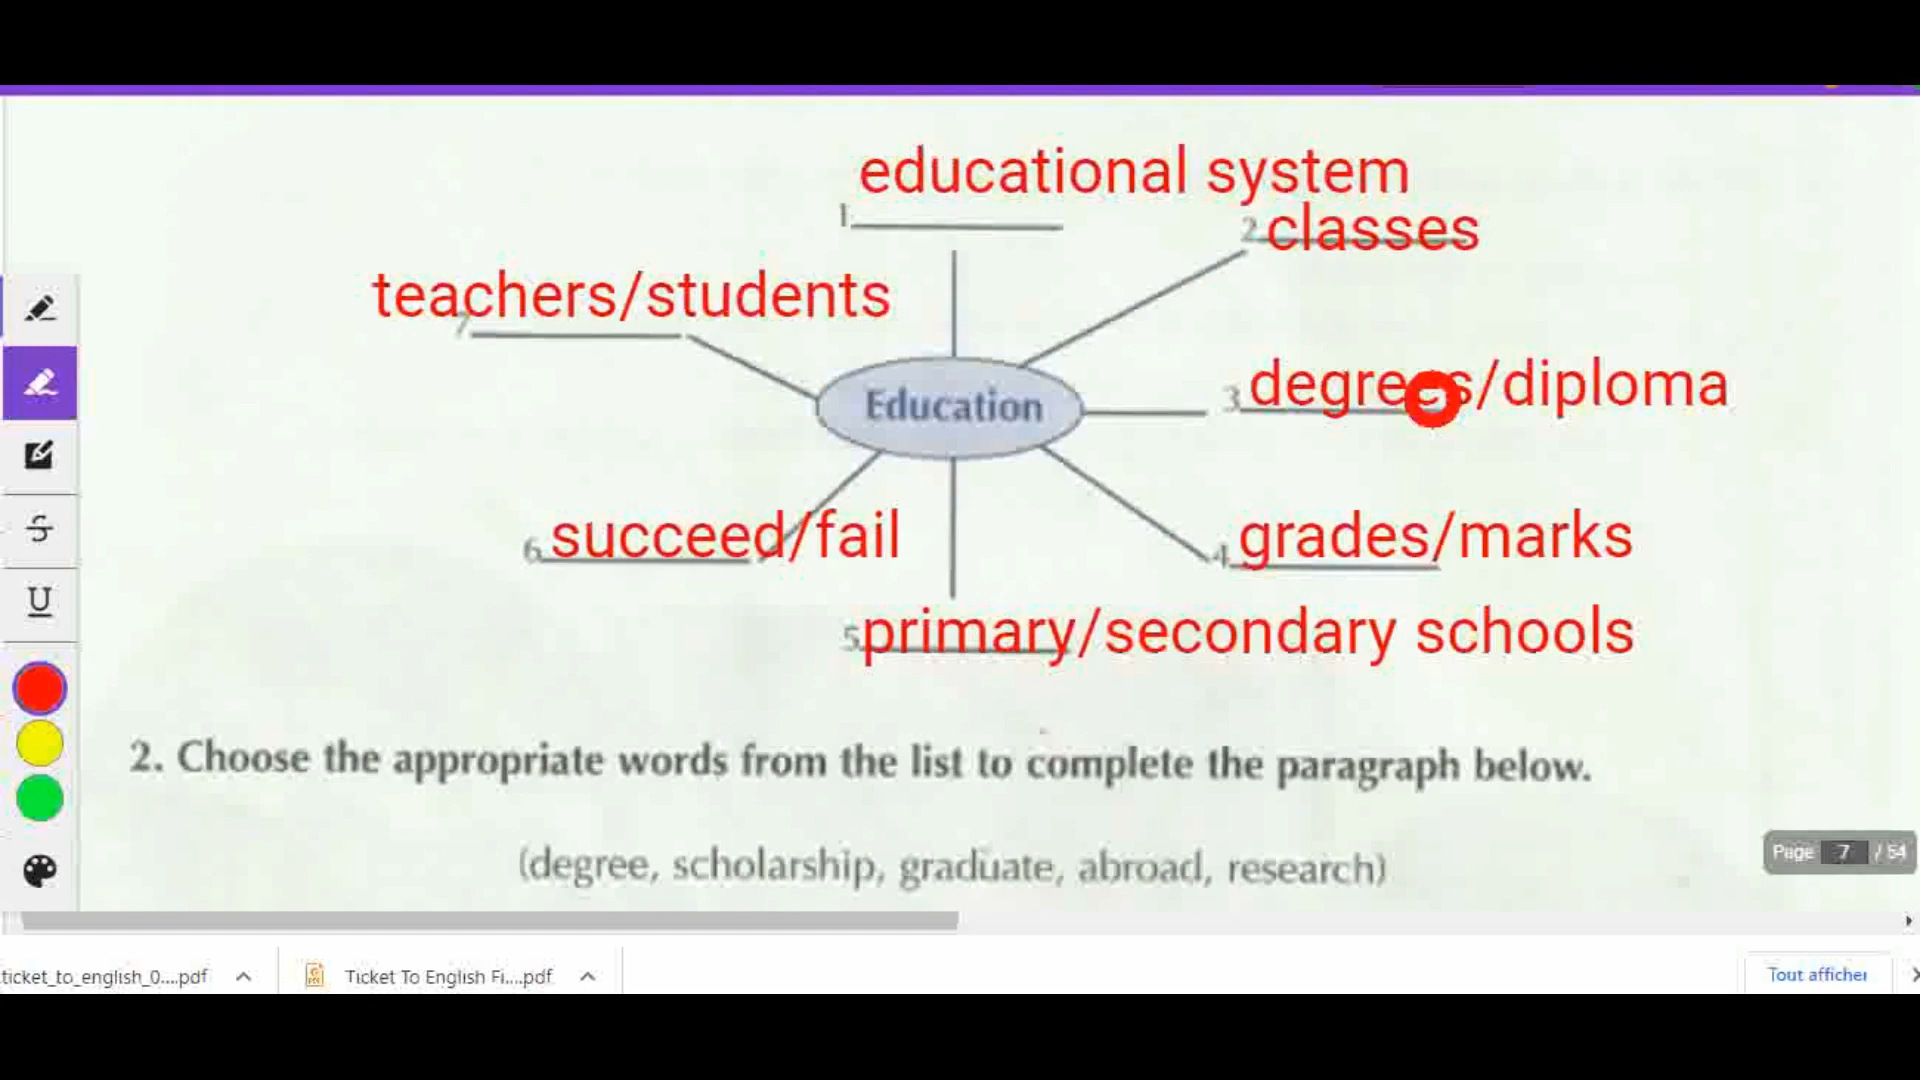 educational system
1
2 classes
teachers/students
7
Education
3 degrees/diploma
6 succeed/fail
4 grades/marks
5 primary/secondary schools
2. Choose the appropriate words from the list to complete the paragraph below.
(degree, scholarship, graduate, abroad, research)
S
U
Page 7 / 54
ticket_to_english_0....pdf
Ticket To English Fi....pdf
Tout afficher